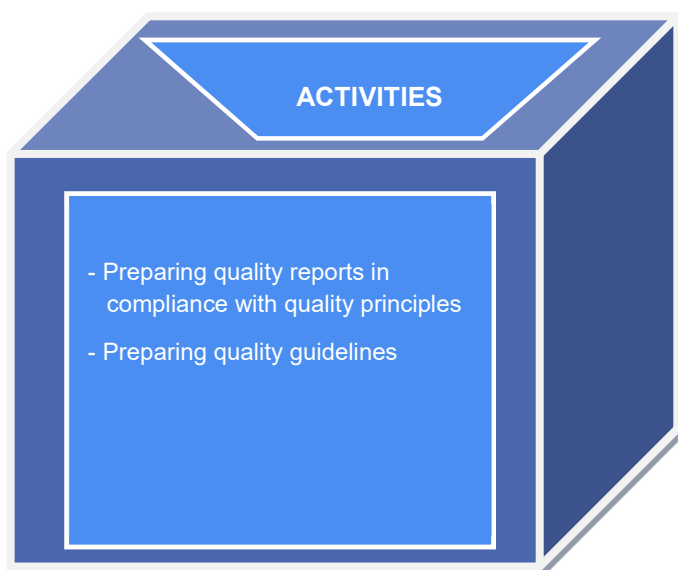 ACTIVITIES
- Preparing quality reports in
compliance with quality principles
- Preparing quality guidelines